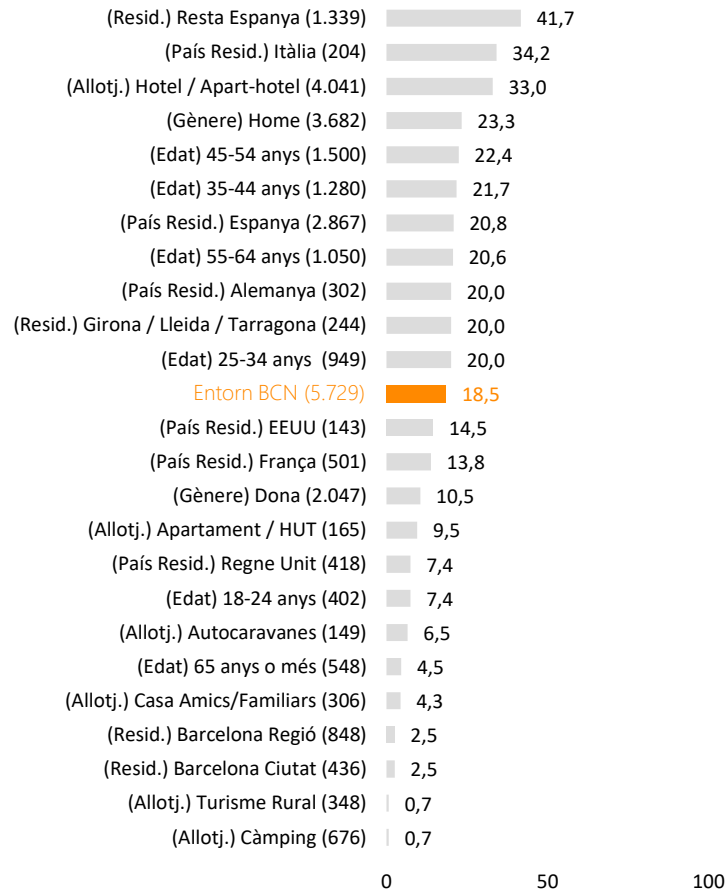 (Resid.) Resta Espanya (1.339) 41,7
(País Resid.) Itàlia (204) 34,2
(Allotj.) Hotel / Apart-hotel (4.041) 33,0
(Gènere) Home (3.682) 23,3
(Edat) 45-54 anys (1.500) 22,4
(Edat) 35-44 anys (1.280) 21,7
(País Resid.) Espanya (2.867) 20,8
(Edat) 55-64 anys (1.050) 20,6
(País Resid.) Alemanya (302) 20,0
(Resid.) Girona / Lleida / Tarragona (244) 20,0
(Edat) 25-34 anys (949) 20,0
Entorn BCN (5.729) 18,5
(País Resid.) EEUU (143) 14,5
(País Resid.) França (501) 13,8
(Gènere) Dona (2.047) 10,5
(Allotj.) Apartament / HUT (165) 9,5
(País Resid.) Regne Unit (418) 7,4
(Edat) 18-24 anys (402) 7,4
(Allotj.) Autocaravanes (149) 6,5
(Edat) 65 anys o més (548) 4,5
(Allotj.) Casa Amics/Familiars (306) 4,3
(Resid.) Barcelona Regió (848) 2,5
(Resid.) Barcelona Ciutat (436) 2,5
(Allotj.) Turisme Rural (348) 0,7
(Allotj.) Càmping (676) 0,7
0 50 100